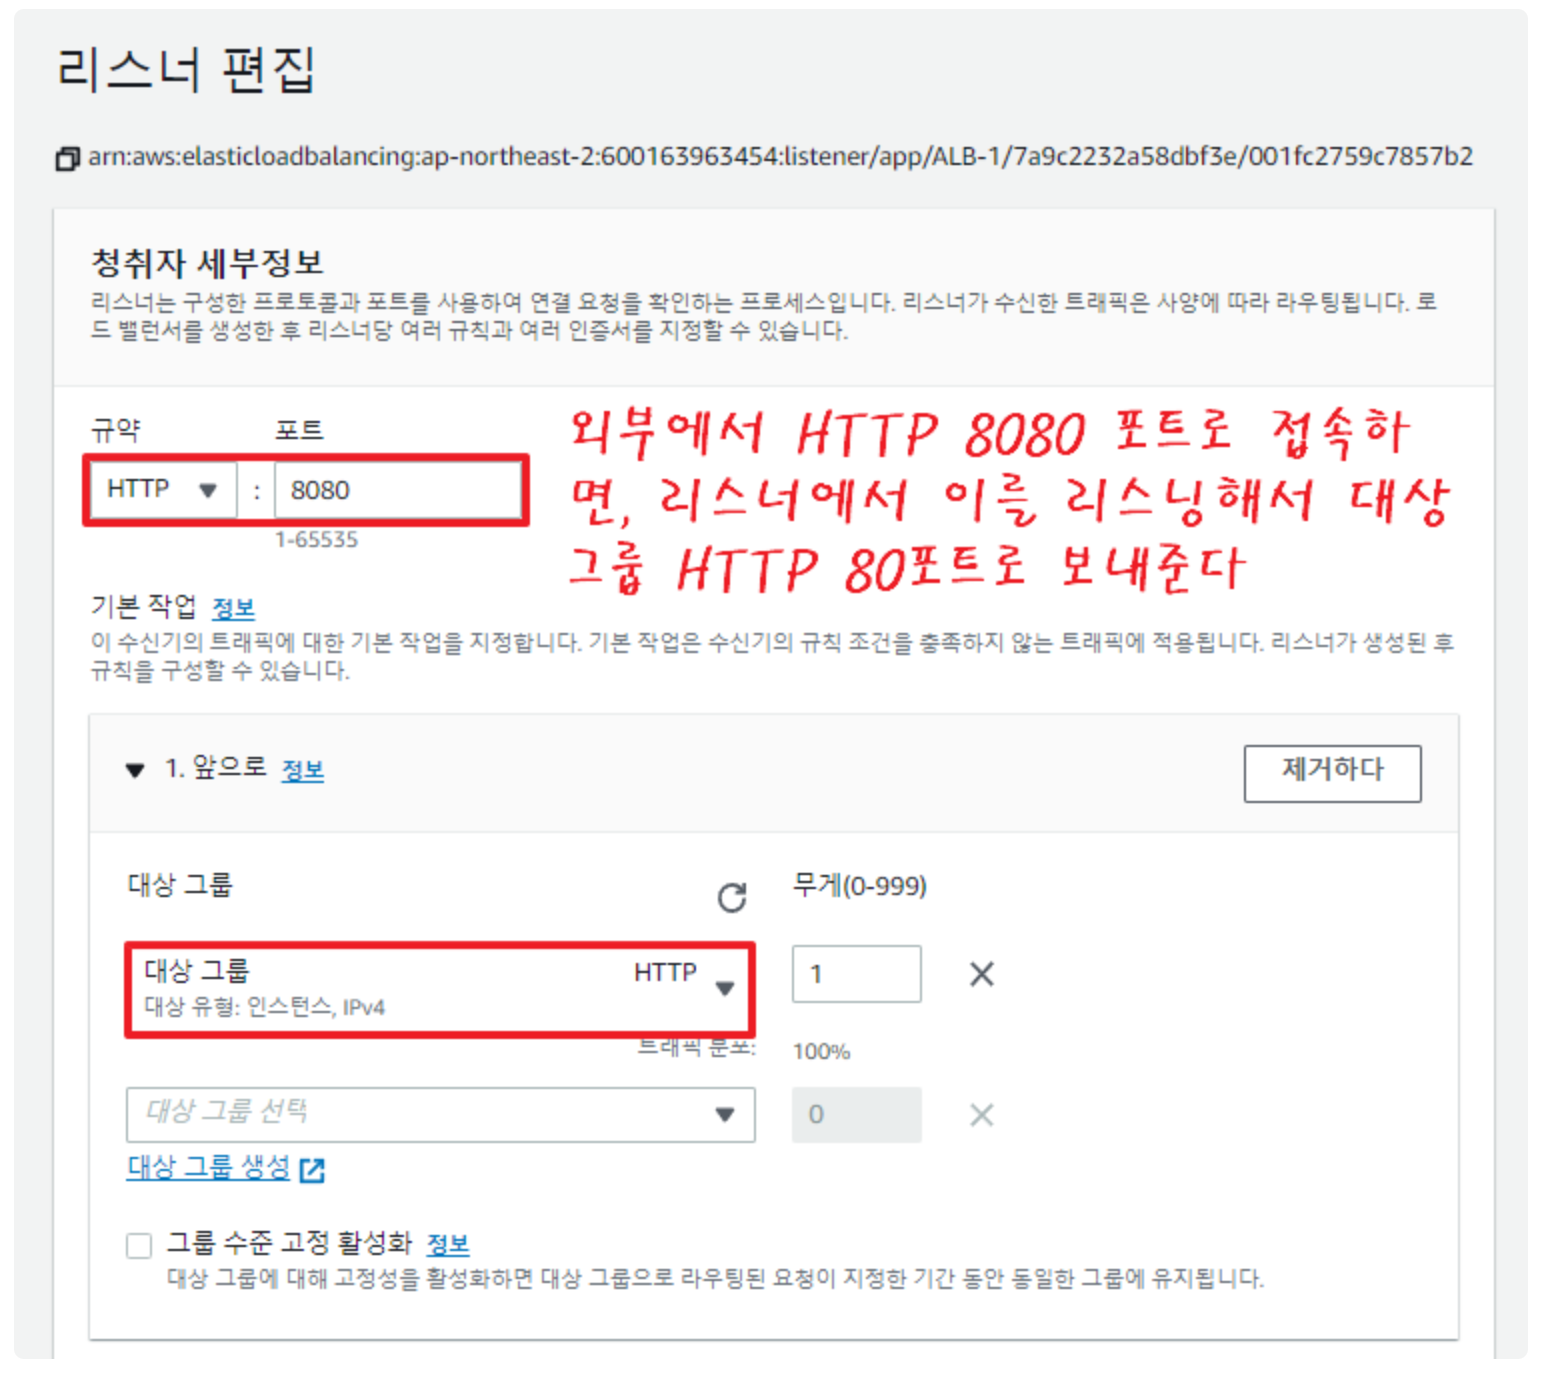 리스너 편집
arn:aws:elasticloadbalancing:ap-northeast-2:600163963454:listener/app/ALB-1/7a9c2232a58dbf3e/001fc2759c7857b2
청취자 세부정보
리스너는 구성한 프로토콜과 포트를 사용하여 연결 요청을 확인하는 프로세스입니다. 리스너가 수신한 트래픽은 사양에 따라 라우팅됩니다. 로
드 밸런서를 생성한 후 리스너당 여러 규칙과 여러 인증서를 지정할 수 있습니다.
규약 포트
HTTP : 8080
1-65535
외부에서 HTTP 8080 포트로 접속하
면, 리스너에서 이를 리스닝해서 대상
그룹 HTTP 80포트로 보내준다
기본 작업 정보
이 수신기의 트래픽에 대한 기본 작업을 지정합니다. 기본 작업은 수신기의 규칙 조건을 충족하지 않는 트래픽에 적용됩니다. 리스너가 생성된 후
규칙을 구성할 수 있습니다.
1. 앞으로 정보 제거하다
대상 그룹 무게(0-999)
대상 그룹 HTTP 1
대상 유형: 인스턴스, IPv4
트래픽 분포: 100%
대상 그룹 선택 0
대상 그룹 생성
그룹 수준 고정 활성화 정보
대상 그룹에 대해 고정성을 활성화하면 대상 그룹으로 라우팅된 요청이 지정한 기간 동안 동일한 그룹에 유지됩니다.